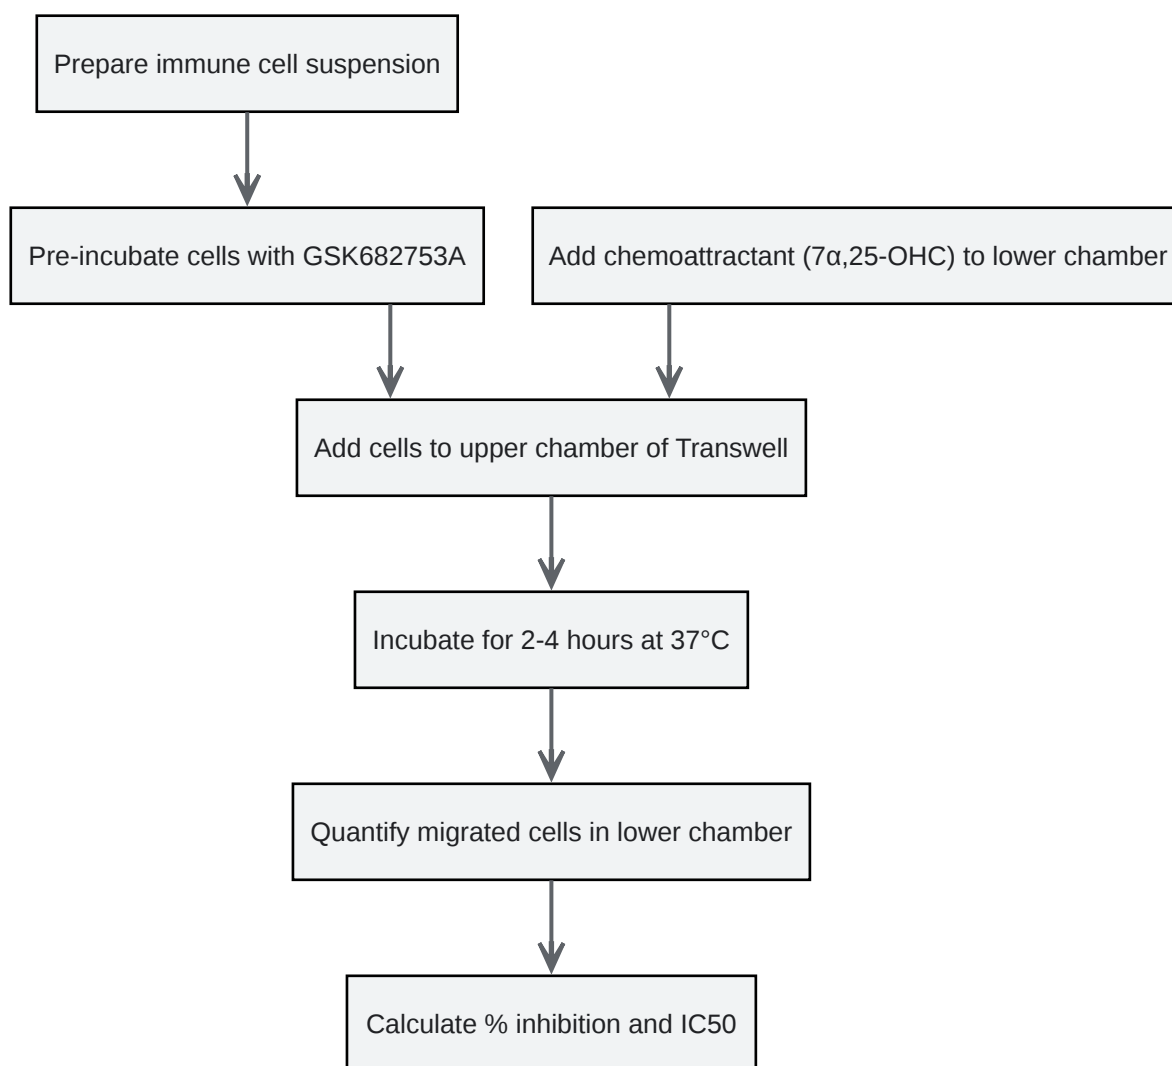 Prepare immune cell suspension
Pre-incubate cells with GSK682753A
Add chemoattractant (7α,25-OHC) to lower chamber
Add cells to upper chamber of Transwell
Incubate for 2-4 hours at 37°C
Quantify migrated cells in lower chamber
Calculate % inhibition and IC50